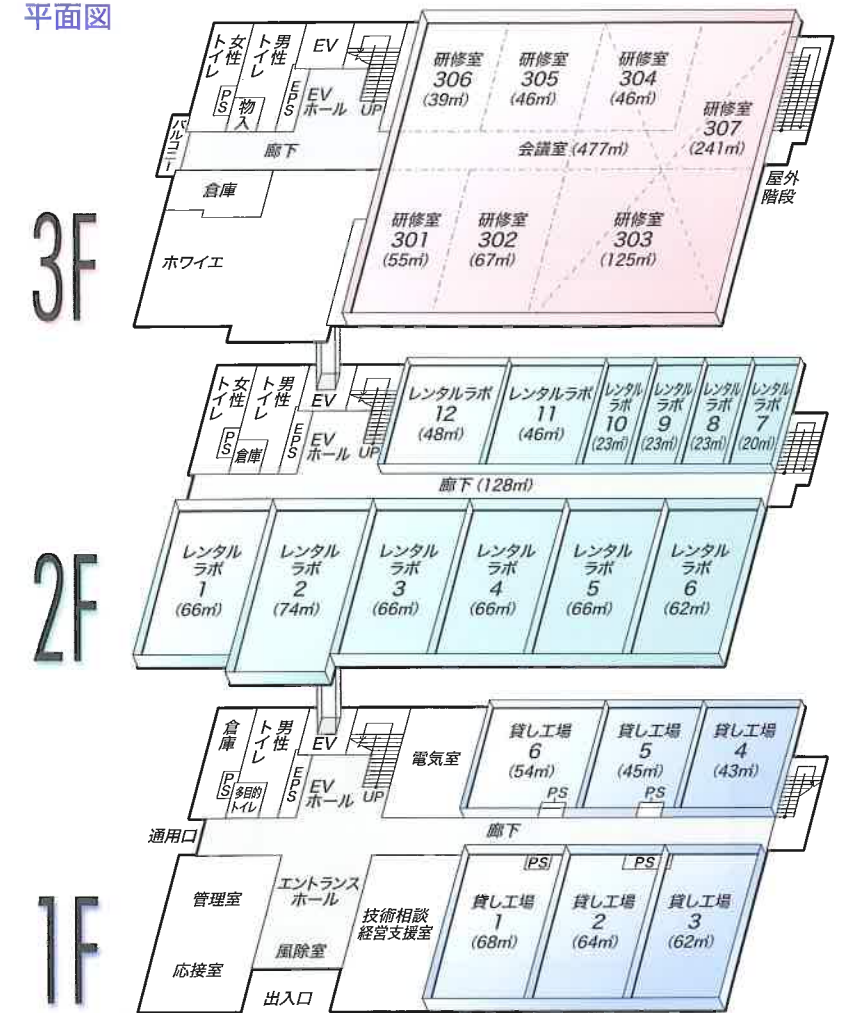 平面図
3F
女性
トイレ
男性
トイレ
EV
PS
物入
EPS
EV
ホール
UP
バルコニー
廊下
倉庫
ホワイエ
研修室
306
(39㎡)
研修室
305
(46㎡)
研修室
304
(46㎡)
研修室
307
(241㎡)
会議室(477㎡)
研修室
301
(55㎡)
研修室
302
(67㎡)
研修室
303
(125㎡)
屋外
階段
2F
女性
トイレ
男性
トイレ
EV
PS
倉庫
EPS
EV
ホール
UP
レンタルラボ
12
(48㎡)
レンタルラボ
11
(46㎡)
レンタル
ラボ
10
(23㎡)
レンタル
ラボ
9
(23㎡)
レンタル
ラボ
8
(23㎡)
レンタル
ラボ
7
(20㎡)
廊下(128㎡)
レンタル
ラボ
1
(66㎡)
レンタル
ラボ
2
(74㎡)
レンタル
ラボ
3
(66㎡)
レンタル
ラボ
4
(66㎡)
レンタル
ラボ
5
(66㎡)
レンタル
ラボ
6
(62㎡)
1F
倉庫
男性
トイレ
EV
PS
多目的
トイレ
EPS
EV
ホール
UP
電気室
貸し工場
6
(54㎡)
PS
貸し工場
5
(45㎡)
PS
貸し工場
4
(43㎡)
通用口
廊下
管理室
応接室
エントランス
ホール
風除室
出入口
技術相談
経営支援室
PS
貸し工場
1
(68㎡)
PS
貸し工場
2
(64㎡)
貸し工場
3
(62㎡)